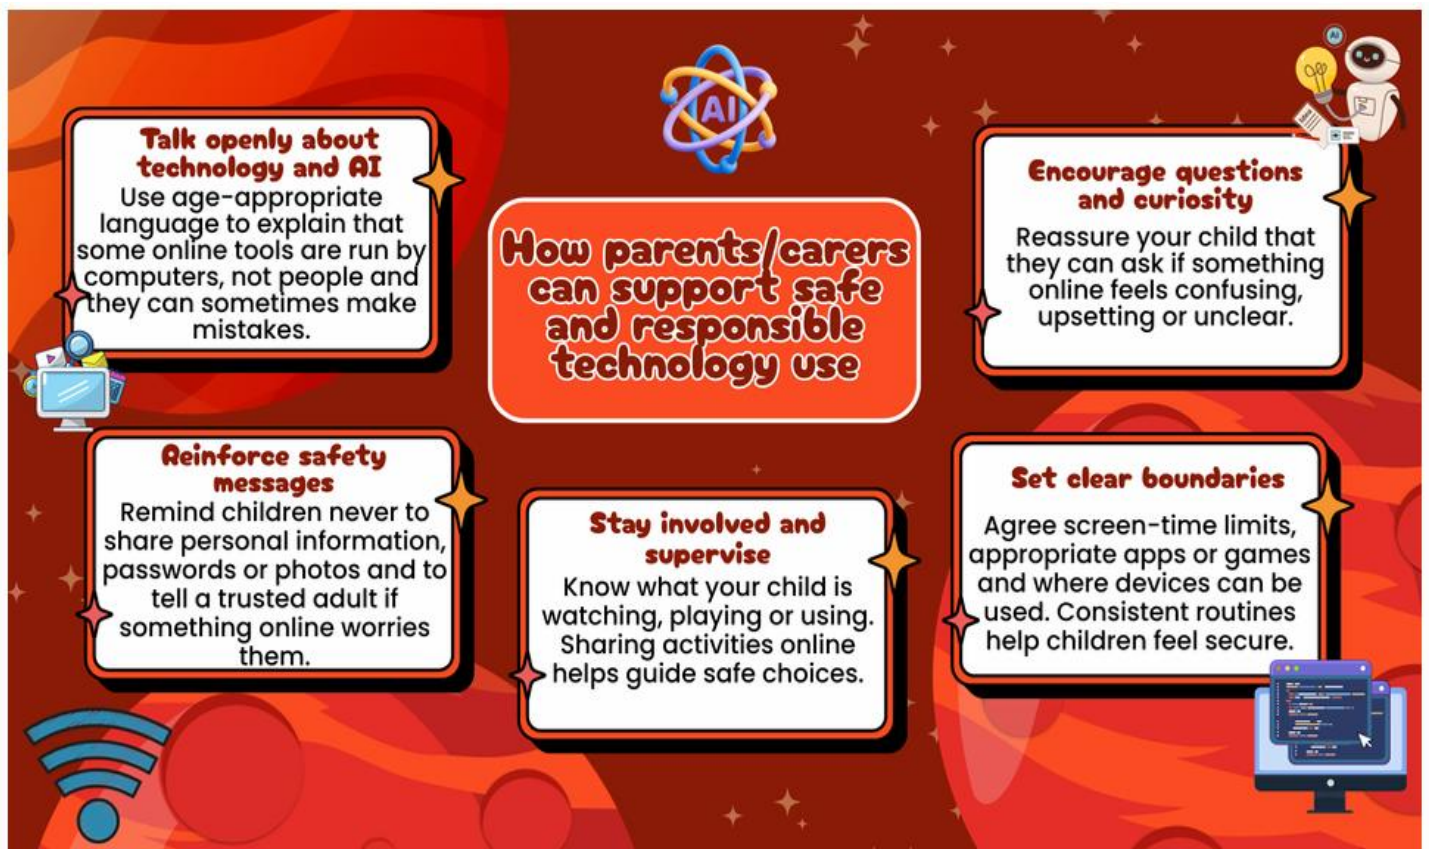 AI
How parents/carers
can support safe
and responsible
technology use
Talk openly about
technology and AI
Use age-appropriate
language to explain that
some online tools are run by
computers, not people and
they can sometimes make
mistakes.
AI
Encourage questions
and curiosity
Reassure your child that
they can ask if something
online feels confusing,
upsetting or unclear.
Reinforce safety
messages
Remind children never to
share personal information,
passwords or photos and to
tell a trusted adult if
something online worries
them.
Stay involved and
supervise
Know what your child is
watching, playing or using.
Sharing activities online
helps guide safe choices.
Set clear boundaries
Agree screen-time limits,
appropriate apps or games
and where devices can be
used. Consistent routines
help children feel secure.